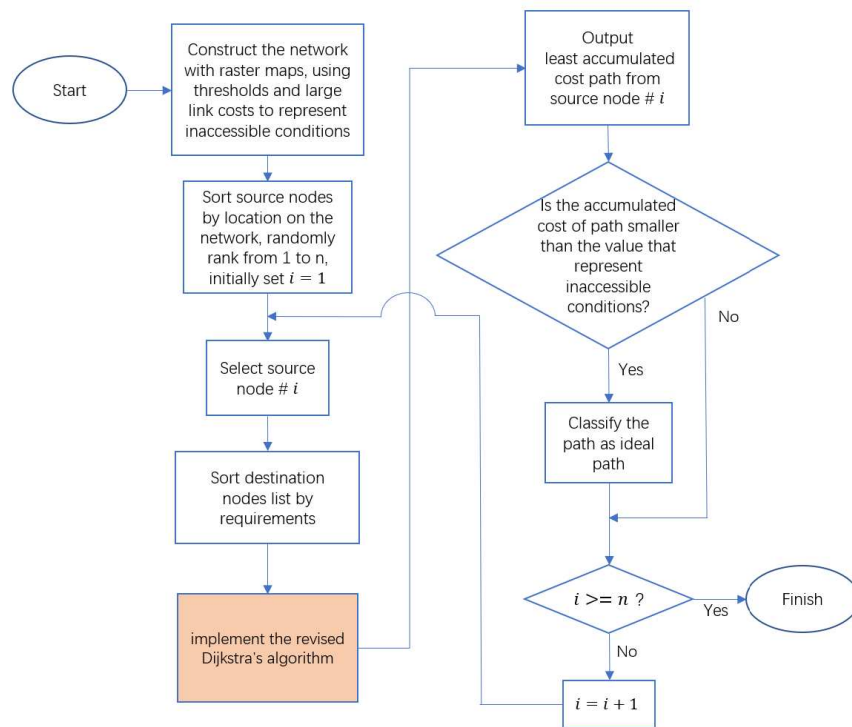 Start
Construct the network
with raster maps, using
thresholds and large
link costs to represent
inaccessible conditions
Sort source nodes
by location on the
network, randomly
rank from 1 to n,
initially set i = 1
Select source
node # i
Sort destination
nodes list by
requirements
implement the revised
Dijkstra's algorithm
Output
least accumulated
cost path from
source node # i
Is the accumulated
cost of path smaller
than the value that
represent
inaccessible
conditions?
No
Yes
Classify the
path as ideal
path
i >= n ?
Yes
Finish
No
i = i + 1